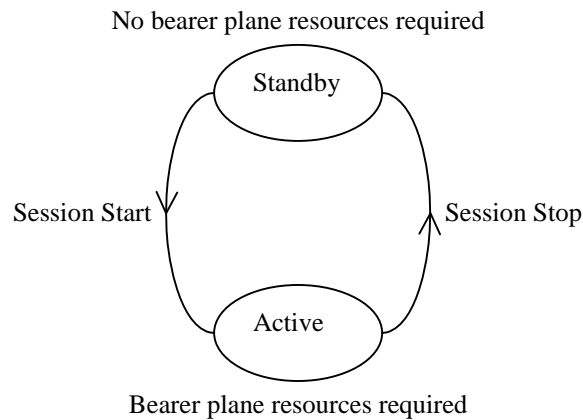 No bearer plane resources required
Standby
Session Start
Session Stop
Active
Bearer plane resources required